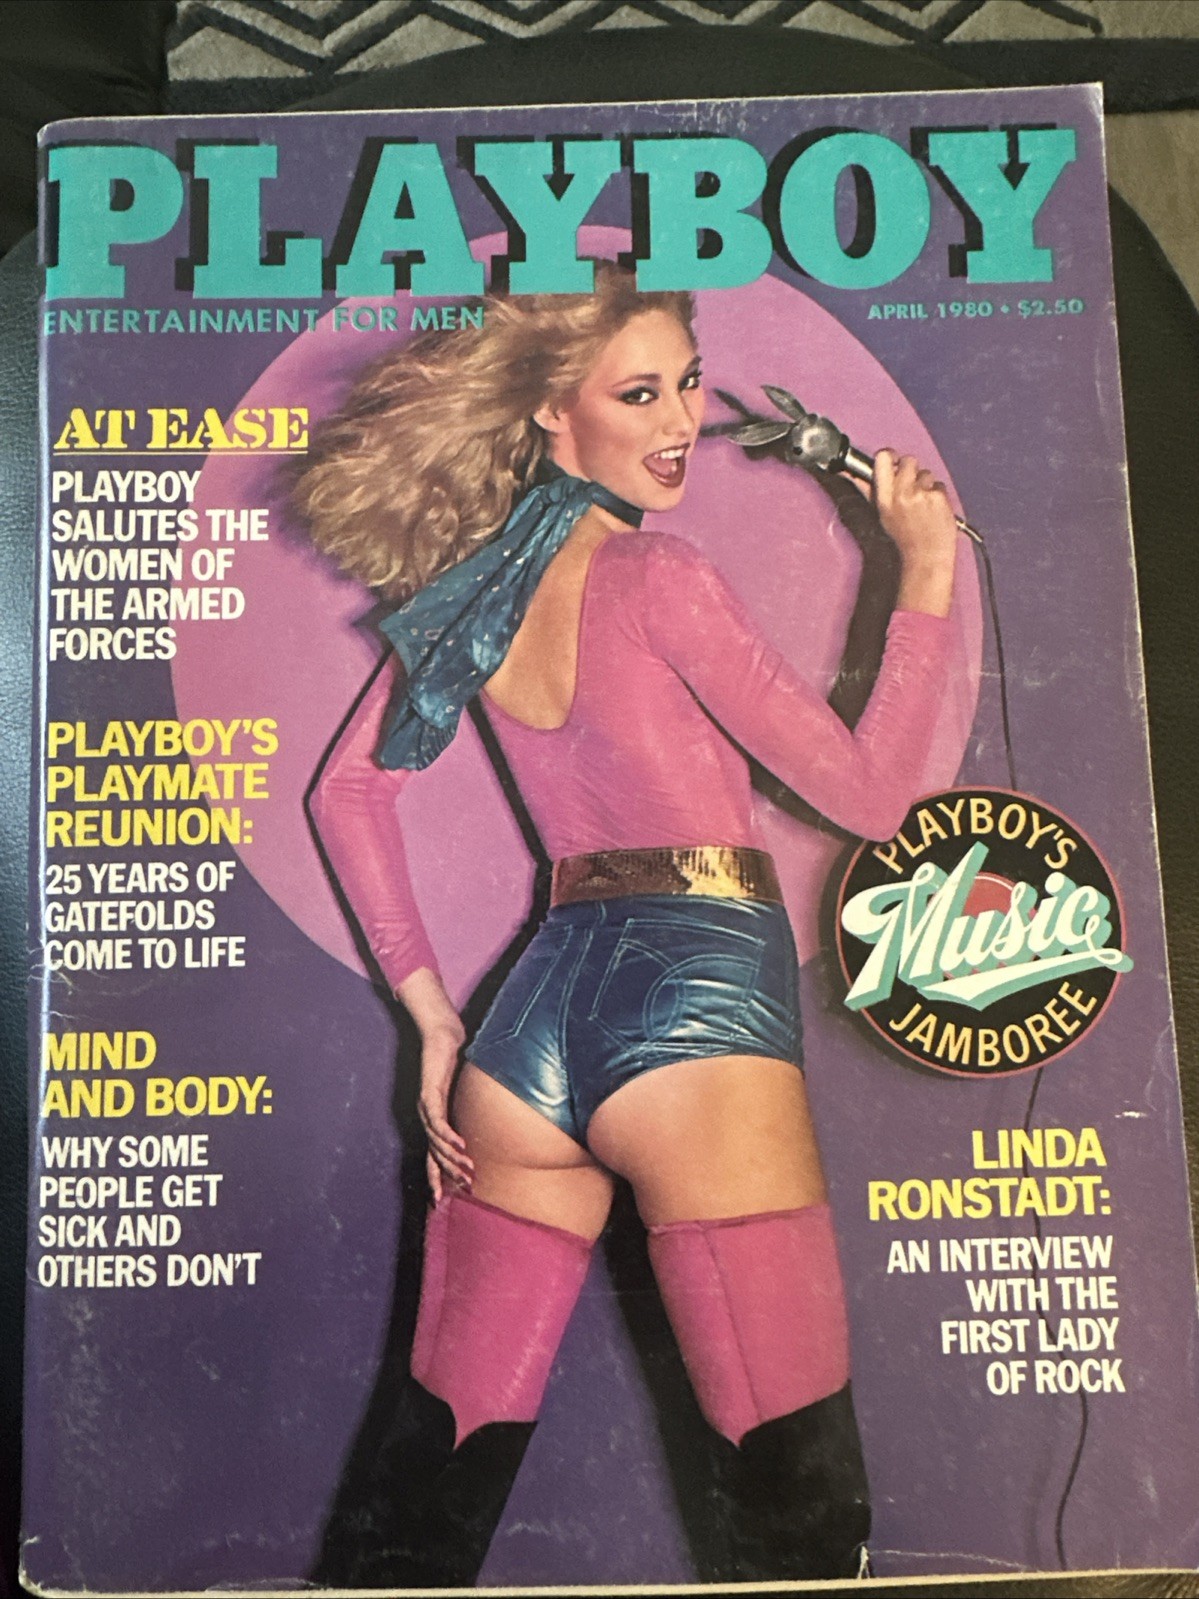 PLAYBOY
ENTERTAINMENT FOR MEN
APRIL 1980 • $2.50
AT EASE
PLAYBOY
SALUTES THE
WOMEN OF
THE ARMED
FORCES
PLAYBOY'S
PLAYMATE
REUNION:
25 YEARS OF
GATEFOLDS
COME TO LIFE
MIND
AND BODY:
WHY SOME
PEOPLE GET
SICK AND
OTHERS DON'T
PLAYBOY'S
Music
JAMBOREE
LINDA
RONSTADT:
AN INTERVIEW
WITH THE
FIRST LADY
OF ROCK